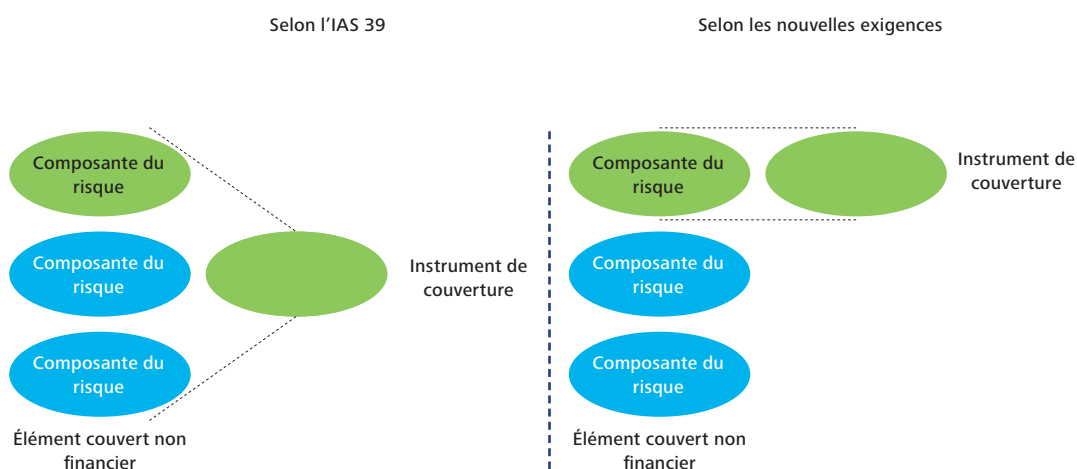 Selon l’IAS 39
Composante du
risque
Composante du
risque
Composante du
risque
Instrument de
couverture
Élément couvert non
financier
Selon les nouvelles exigences
Composante du
risque
Instrument de
couverture
Composante du
risque
Composante du
risque
Élément couvert non
financier